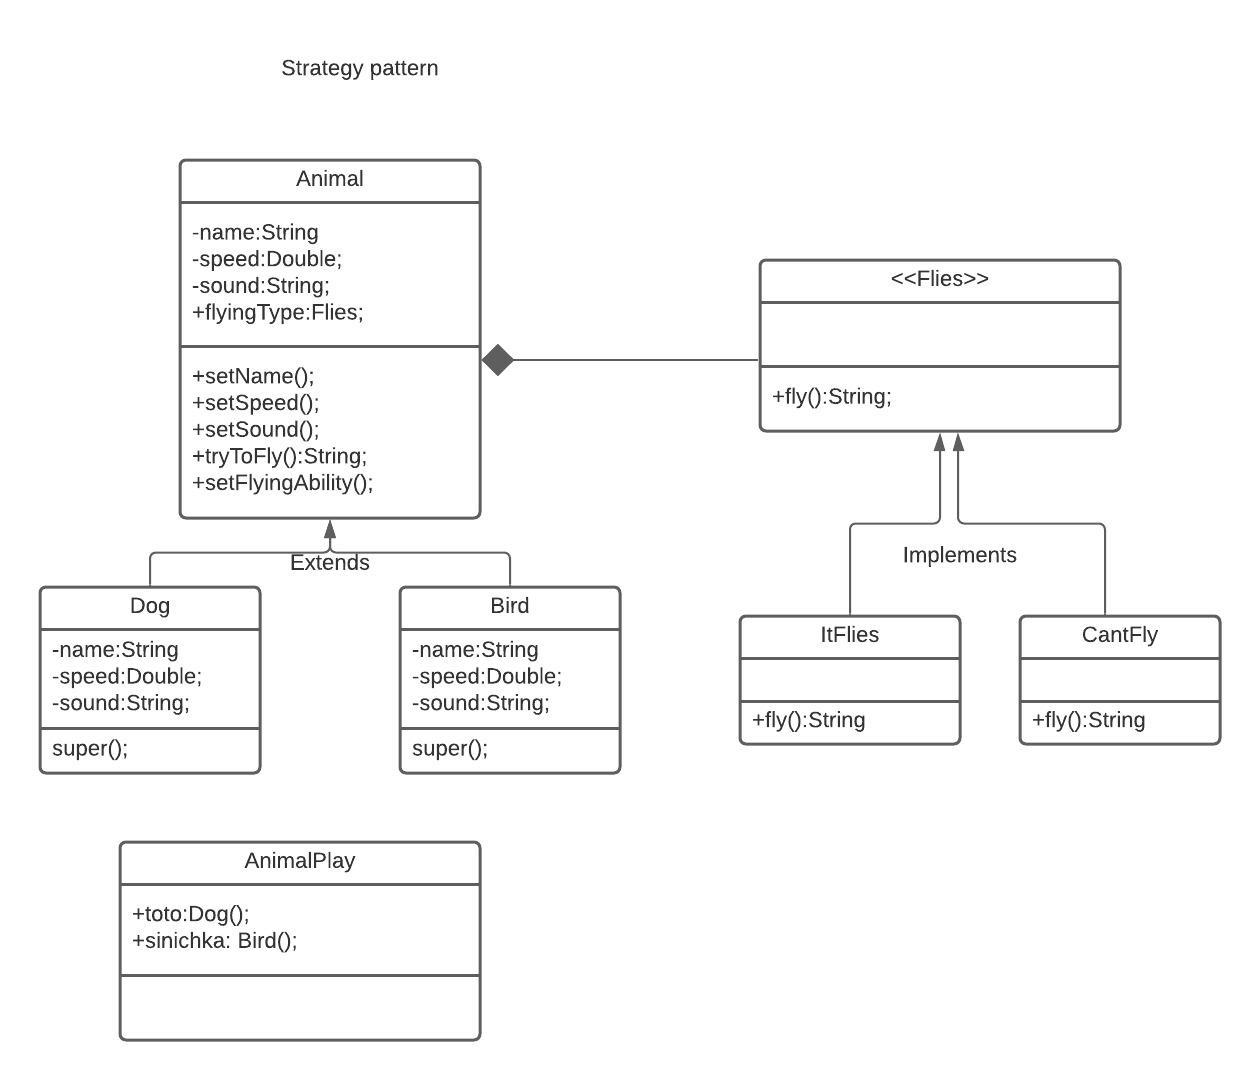 Strategy pattern
Animal
-name:String
-speed:Double;
-sound:String;
+flyingType:Flies;
+setName();
+setSpeed();
+setSound();
+tryToFly():String;
+setFlyingAbility();
<<Flies>>
+fly():String;
Extends
Implements
Dog
-name:String
-speed:Double;
-sound:String;
super();
Bird
-name:String
-speed:Double;
-sound:String;
super();
ItFlies
+fly():String
CantFly
+fly():String
AnimalPlay
+toto:Dog();
+sinichka: Bird();